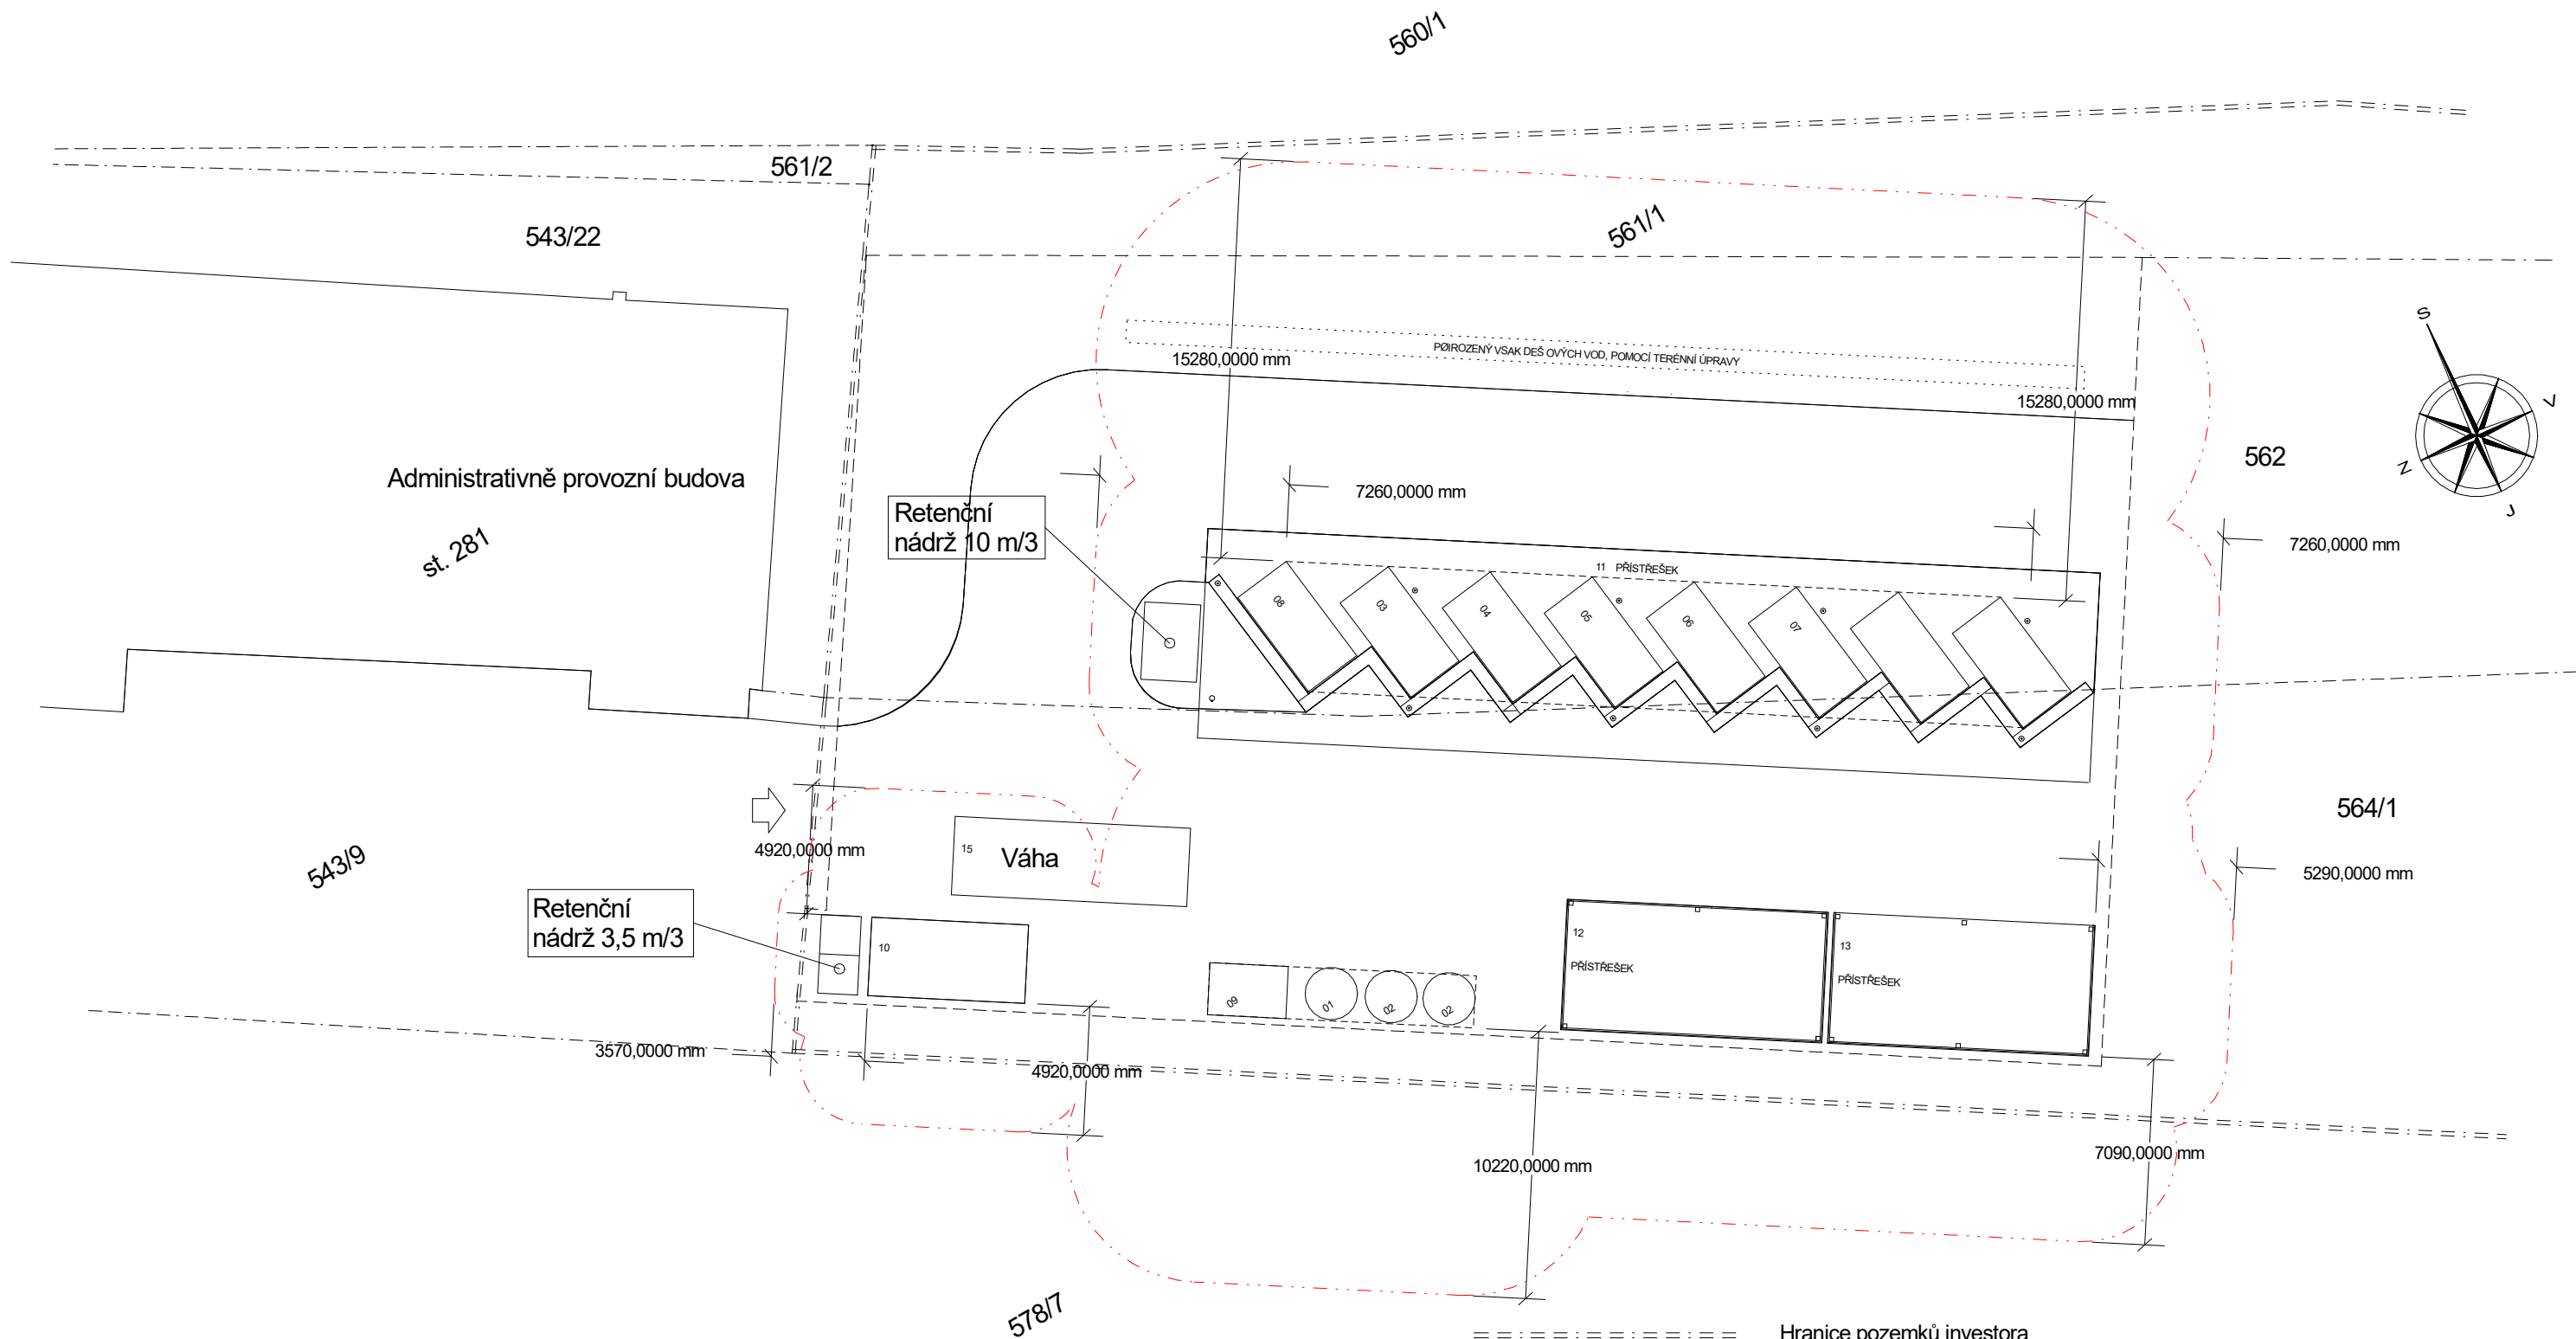 560/1
561/2
543/22
561/1
15280,0000 mm
PØIROZENÝ VSAK DEŠ OVÝCH VOD, POMOCÍ TERÉNNÍ ÚPRAVY
15280,0000 mm
S
V
Z
J
562
Administrativně provozní budova
st. 281
7260,0000 mm
Retenční
nádrž 10 m/3
7260,0000 mm
11 PŘÍSTŘEŠEK
08
03
04
05
06
07
564/1
543/9
4920,0000 mm
15
Váha
5290,0000 mm
Retenční
nádrž 3,5 m/3
10
12
PŘÍSTŘEŠEK
13
PŘÍSTŘEŠEK
09
01
02
02
3570,0000 mm
4920,0000 mm
10220,0000 mm
7090,0000 mm
578/7
Hranice pozemků investora